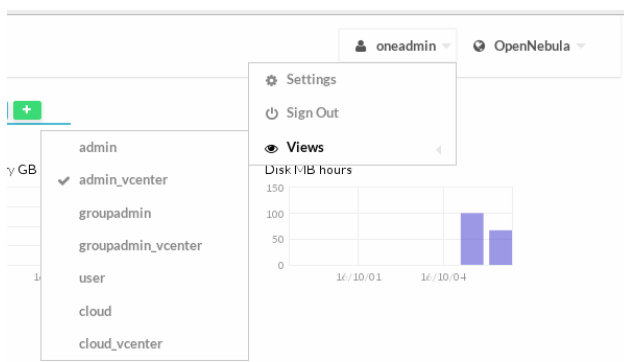 oneadmin OpenNebula
Settings
Sign Out
Views
admin
admin_vcenter
groupadmin
groupadmin_vcenter
user
cloud
cloud_vcenter
GB
Disk MB hours
150
100
50
0
16/10/01 16/10/04